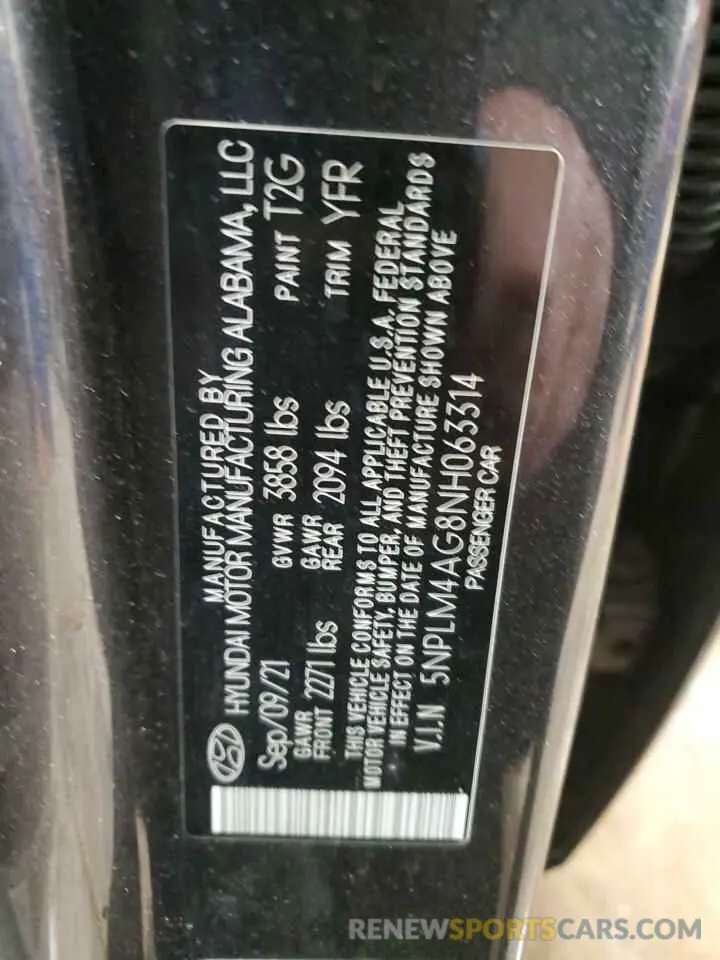 MANUFACTURED BY
HYUNDAI MOTOR MANUFACTURING ALABAMA, LLC
Sep/09/21 GVWR 3858 lbs PAINT T2G
GAWR FRONT 2271 lbs GAWR REAR 2094 lbs TRIM YFR
THIS VEHICLE CONFORMS TO ALL APPLICABLE U.S.A. FEDERAL
MOTOR VEHICLE SAFETY, BUMPER, AND THEFT PREVENTION STANDARDS
IN EFFECT ON THE DATE OF MANUFACTURE SHOWN ABOVE
V.I.N 5NPLM4AG8NH063314
PASSENGER CAR
RENEWSPORTSCARS.COM